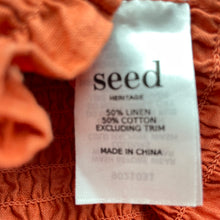 seed
HERITAGE
50% LINEN
50% COTTON
EXCLUDING TRIM
MADE IN CHINA